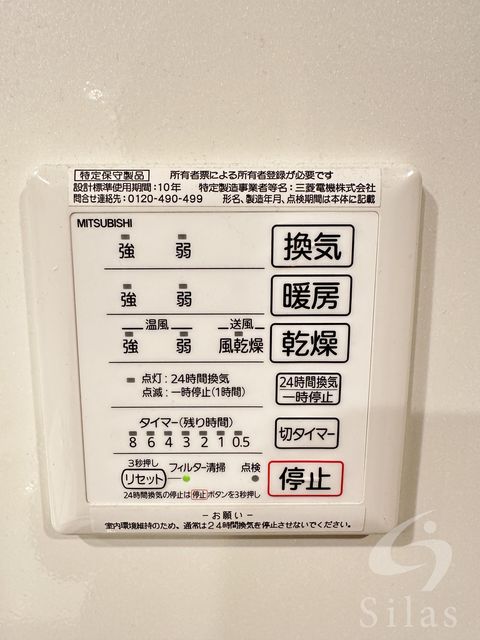 特定保守製品 所有者票による所有者登録が必要です
設計標準使用期間:10年 特定製造事業者等名:三菱電機株式会社
問合せ連絡先:0120-490-499 形名、製造年月、点検期間は本体に記載
MITSUBISHI
強 弱 換気
強 弱 暖房
温風 送風
強 弱 風乾燥 乾燥
点灯:24時間換気
点滅:一時停止(1時間)
24時間換気
一時停止
タイマー(残り時間)
8 6 4 3 2 1 0.5
切タイマー
3秒押し
リセット フィルター清掃 点検
停止
24時間換気の停止は停止ボタンを3秒押し
-お願い-
室内環境維持のため、通常は24時間換気を停止させないでください。
Silas